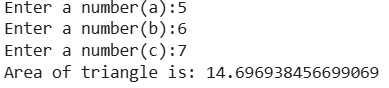 Enter a number(a):5
Enter a number(b):6
Enter a number(c):7
Area of triangle is: 14.696938456699069